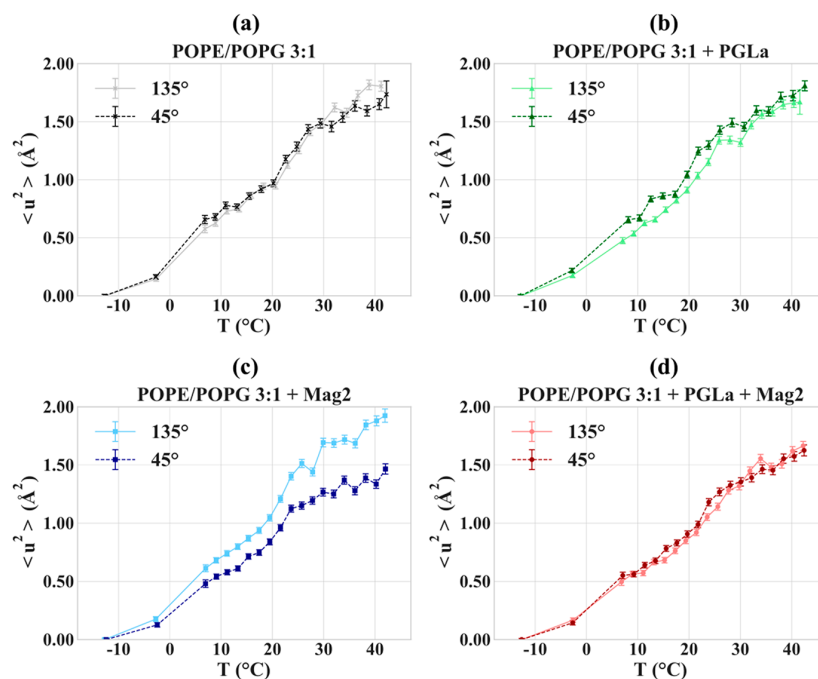 (a)
POPE/POPG 3:1
2.00
1.50
1.00
0.50
0.00
< u² > (Å²)
135°
45°
-10 0 10 20 30 40
T (°C)
(b)
POPE/POPG 3:1 + PGLa
2.00
1.50
1.00
0.50
0.00
< u² > (Å²)
135°
45°
-10 0 10 20 30 40
T (°C)
(c)
POPE/POPG 3:1 + Mag2
2.00
1.50
1.00
0.50
0.00
< u² > (Å²)
135°
45°
-10 0 10 20 30 40
T (°C)
(d)
POPE/POPG 3:1 + PGLa + Mag2
2.00
1.50
1.00
0.50
0.00
< u² > (Å²)
135°
45°
-10 0 10 20 30 40
T (°C)